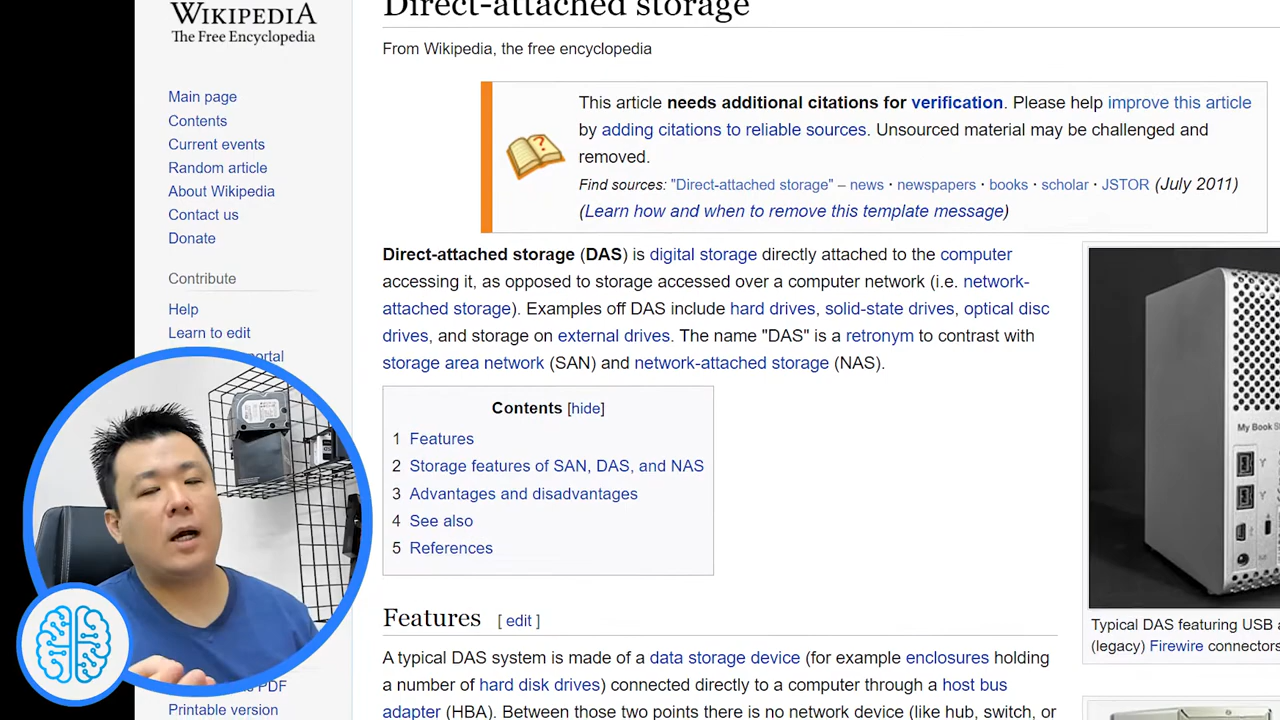 WIKIPEDIA
The Free Encyclopedia
Main page
Contents
Current events
Random article
About Wikipedia
Contact us
Donate
Contribute
Help
Learn to edit
PDF
Printable version
Direct-attached storage
From Wikipedia, the free encyclopedia
This article needs additional citations for verification. Please help improve this article
by adding citations to reliable sources. Unsourced material may be challenged and
removed.
Find sources: "Direct-attached storage" – news · newspapers · books · scholar · JSTOR (July 2011)
(Learn how and when to remove this template message)
Direct-attached storage (DAS) is digital storage directly attached to the computer
accessing it, as opposed to storage accessed over a computer network (i.e. network-
attached storage). Examples off DAS include hard drives, solid-state drives, optical disc
drives, and storage on external drives. The name "DAS" is a retronym to contrast with
storage area network (SAN) and network-attached storage (NAS).
Contents [hide]
1 Features
2 Storage features of SAN, DAS, and NAS
3 Advantages and disadvantages
4 See also
5 References
Features [ edit ]
A typical DAS system is made of a data storage device (for example enclosures holding
a number of hard disk drives) connected directly to a computer through a host bus
adapter (HBA). Between those two points there is no network device (like hub, switch, or
My Book
Typical DAS featuring USB
(legacy) Firewire connectors